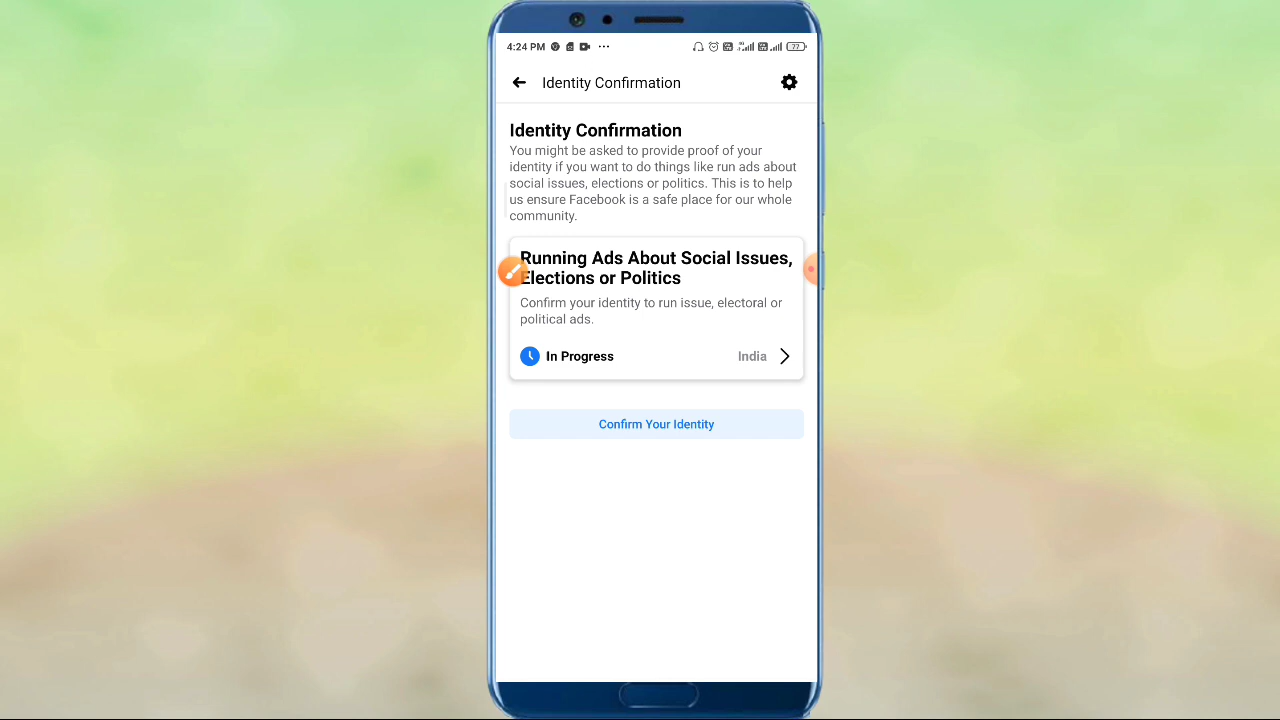 4:24 PM
77
Identity Confirmation
Identity Confirmation
You might be asked to provide proof of your
identity if you want to do things like run ads about
social issues, elections or politics. This is to help
us ensure Facebook is a safe place for our whole
community.
Running Ads About Social Issues,
Elections or Politics
Confirm your identity to run issue, electoral or
political ads.
In Progress
India
Confirm Your Identity